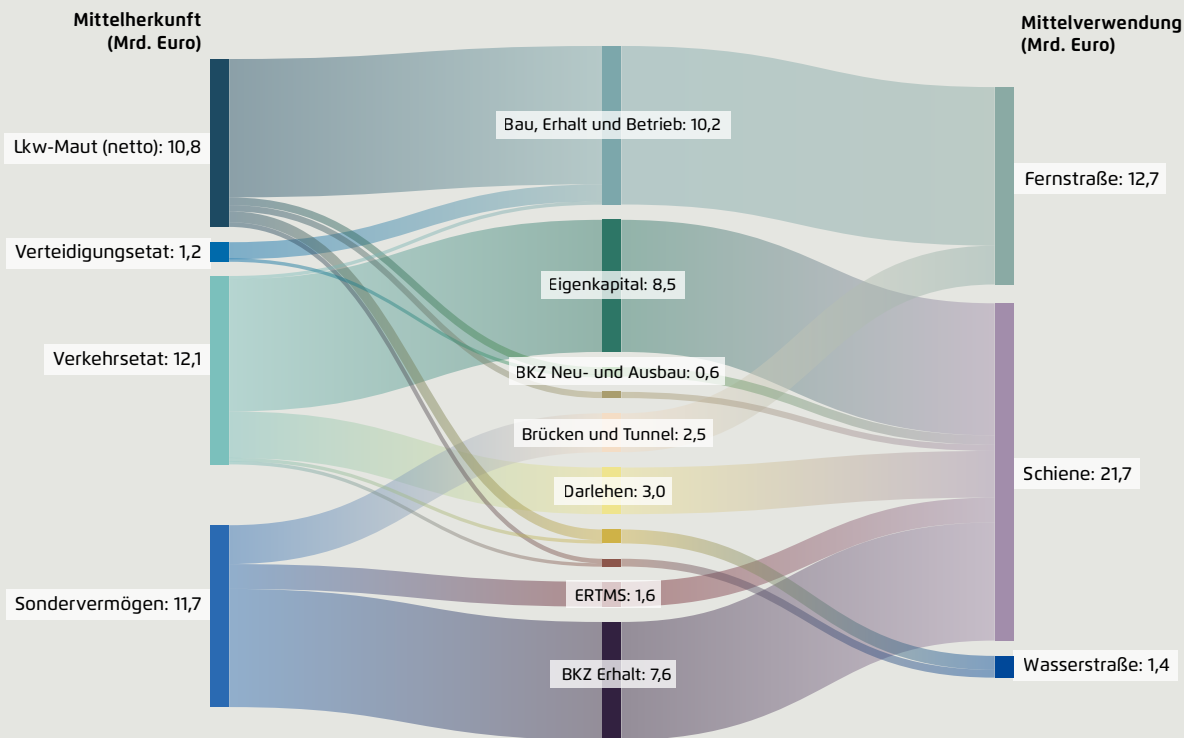 Mittelherkunft
(Mrd. Euro)
Lkw-Maut (netto): 10,8
Verteidigungsetat: 1,2
Verkehrsetat: 12,1
Sondervermögen: 11,7
Bau, Erhalt und Betrieb: 10,2
Eigenkapital: 8,5
BKZ Neu- und Ausbau: 0,6
Brücken und Tunnel: 2,5
Darlehen: 3,0
ERTMS: 1,6
BKZ Erhalt: 7,6
Mittelverwendung
(Mrd. Euro)
Fernstraße: 12,7
Schiene: 21,7
Wasserstraße: 1,4